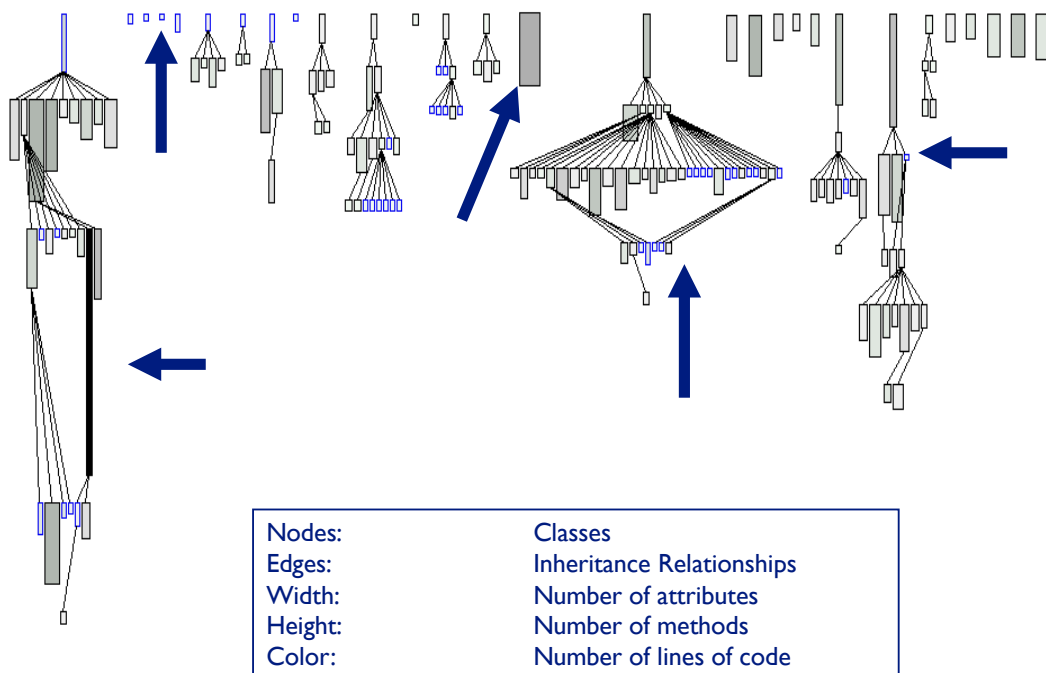 Nodes: Classes
Edges: Inheritance Relationships
Width: Number of attributes
Height: Number of methods
Color: Number of lines of code